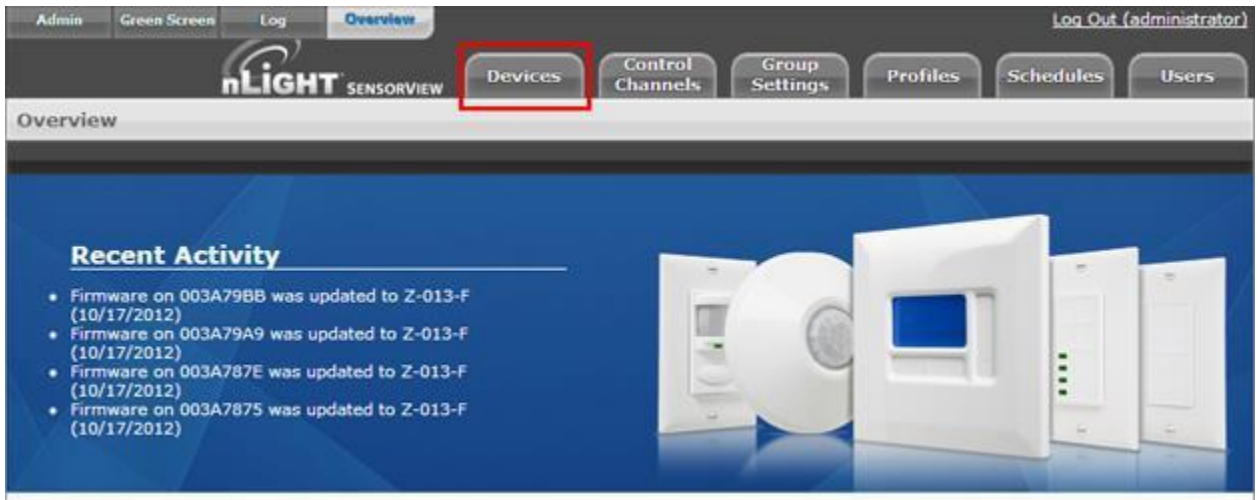 Admin Green Screen Log Overview Log Out (administrator)
nLIGHT SENSORVIEW Devices Control Channels Group Settings Profiles Schedules Users
Overview
Recent Activity
• Firmware on 003A79BB was updated to Z-013-F
(10/17/2012)
• Firmware on 003A79A9 was updated to Z-013-F
(10/17/2012)
• Firmware on 003A787E was updated to Z-013-F
(10/17/2012)
• Firmware on 003A7875 was updated to Z-013-F
(10/17/2012)